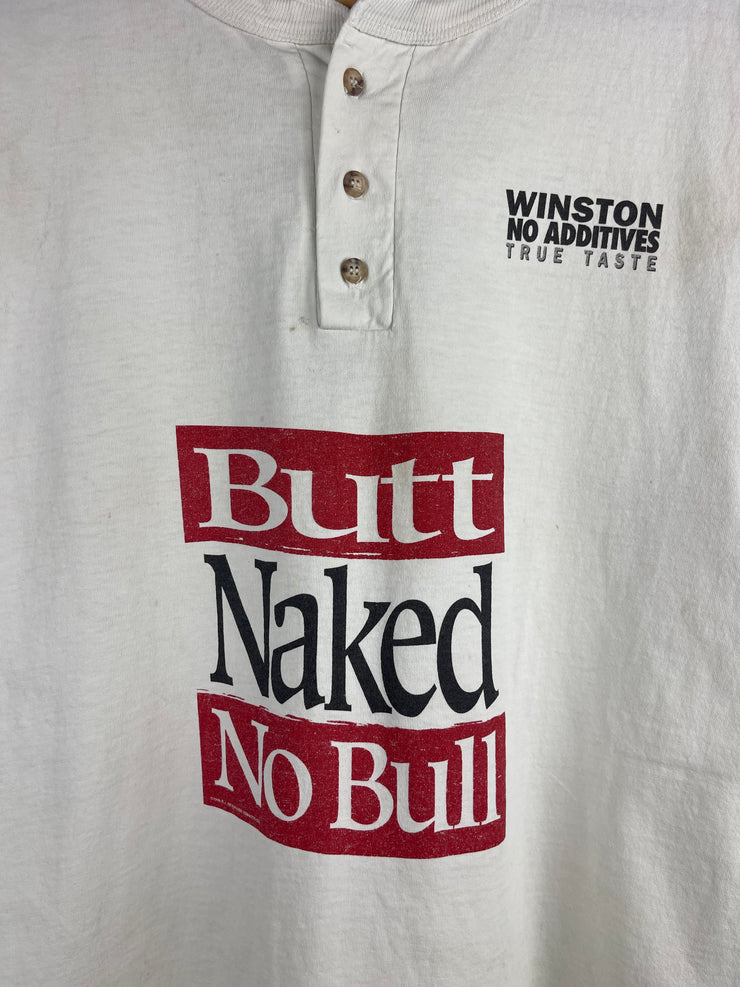 WINSTON
NO ADDITIVES
TRUE TASTE
Butt
Naked
No Bull